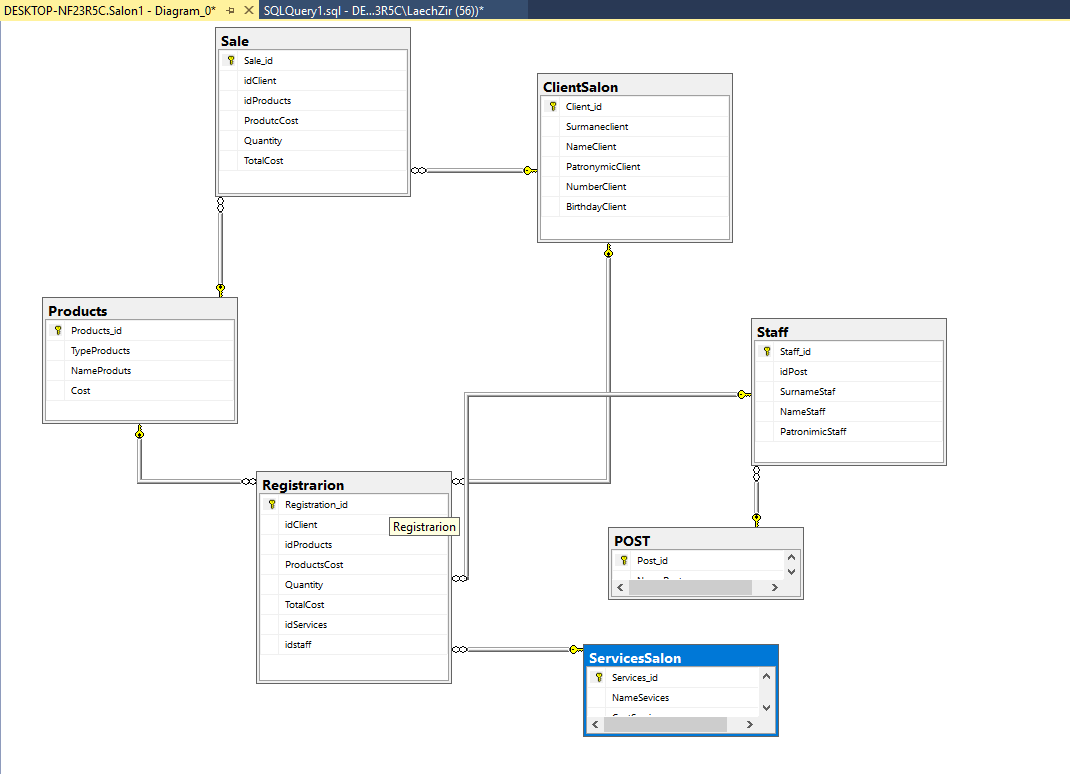 DESKTOP-NF23R5C.Salon1 - Diagram_0*
SQLQuery1.sql - DE...3R5C\LaechZir (56))*
Sale
Sale_id
idClient
idProducts
ProdutcCost
Quantity
TotalCost
ClientSalon
Client_id
Surmaneclient
NameClient
PatronymicClient
NumberClient
BirthdayClient
Products
Products_id
TypeProducts
NameProduts
Cost
Staff
Staff_id
idPost
SurnameStaf
NameStaff
PatronimicStaff
Registrarion
Registration_id
idClient
idProducts
ProductsCost
Quantity
TotalCost
idServices
idstaff
Registrarion
POST
Post_id
ServicesSalon
Services_id
NameSevices